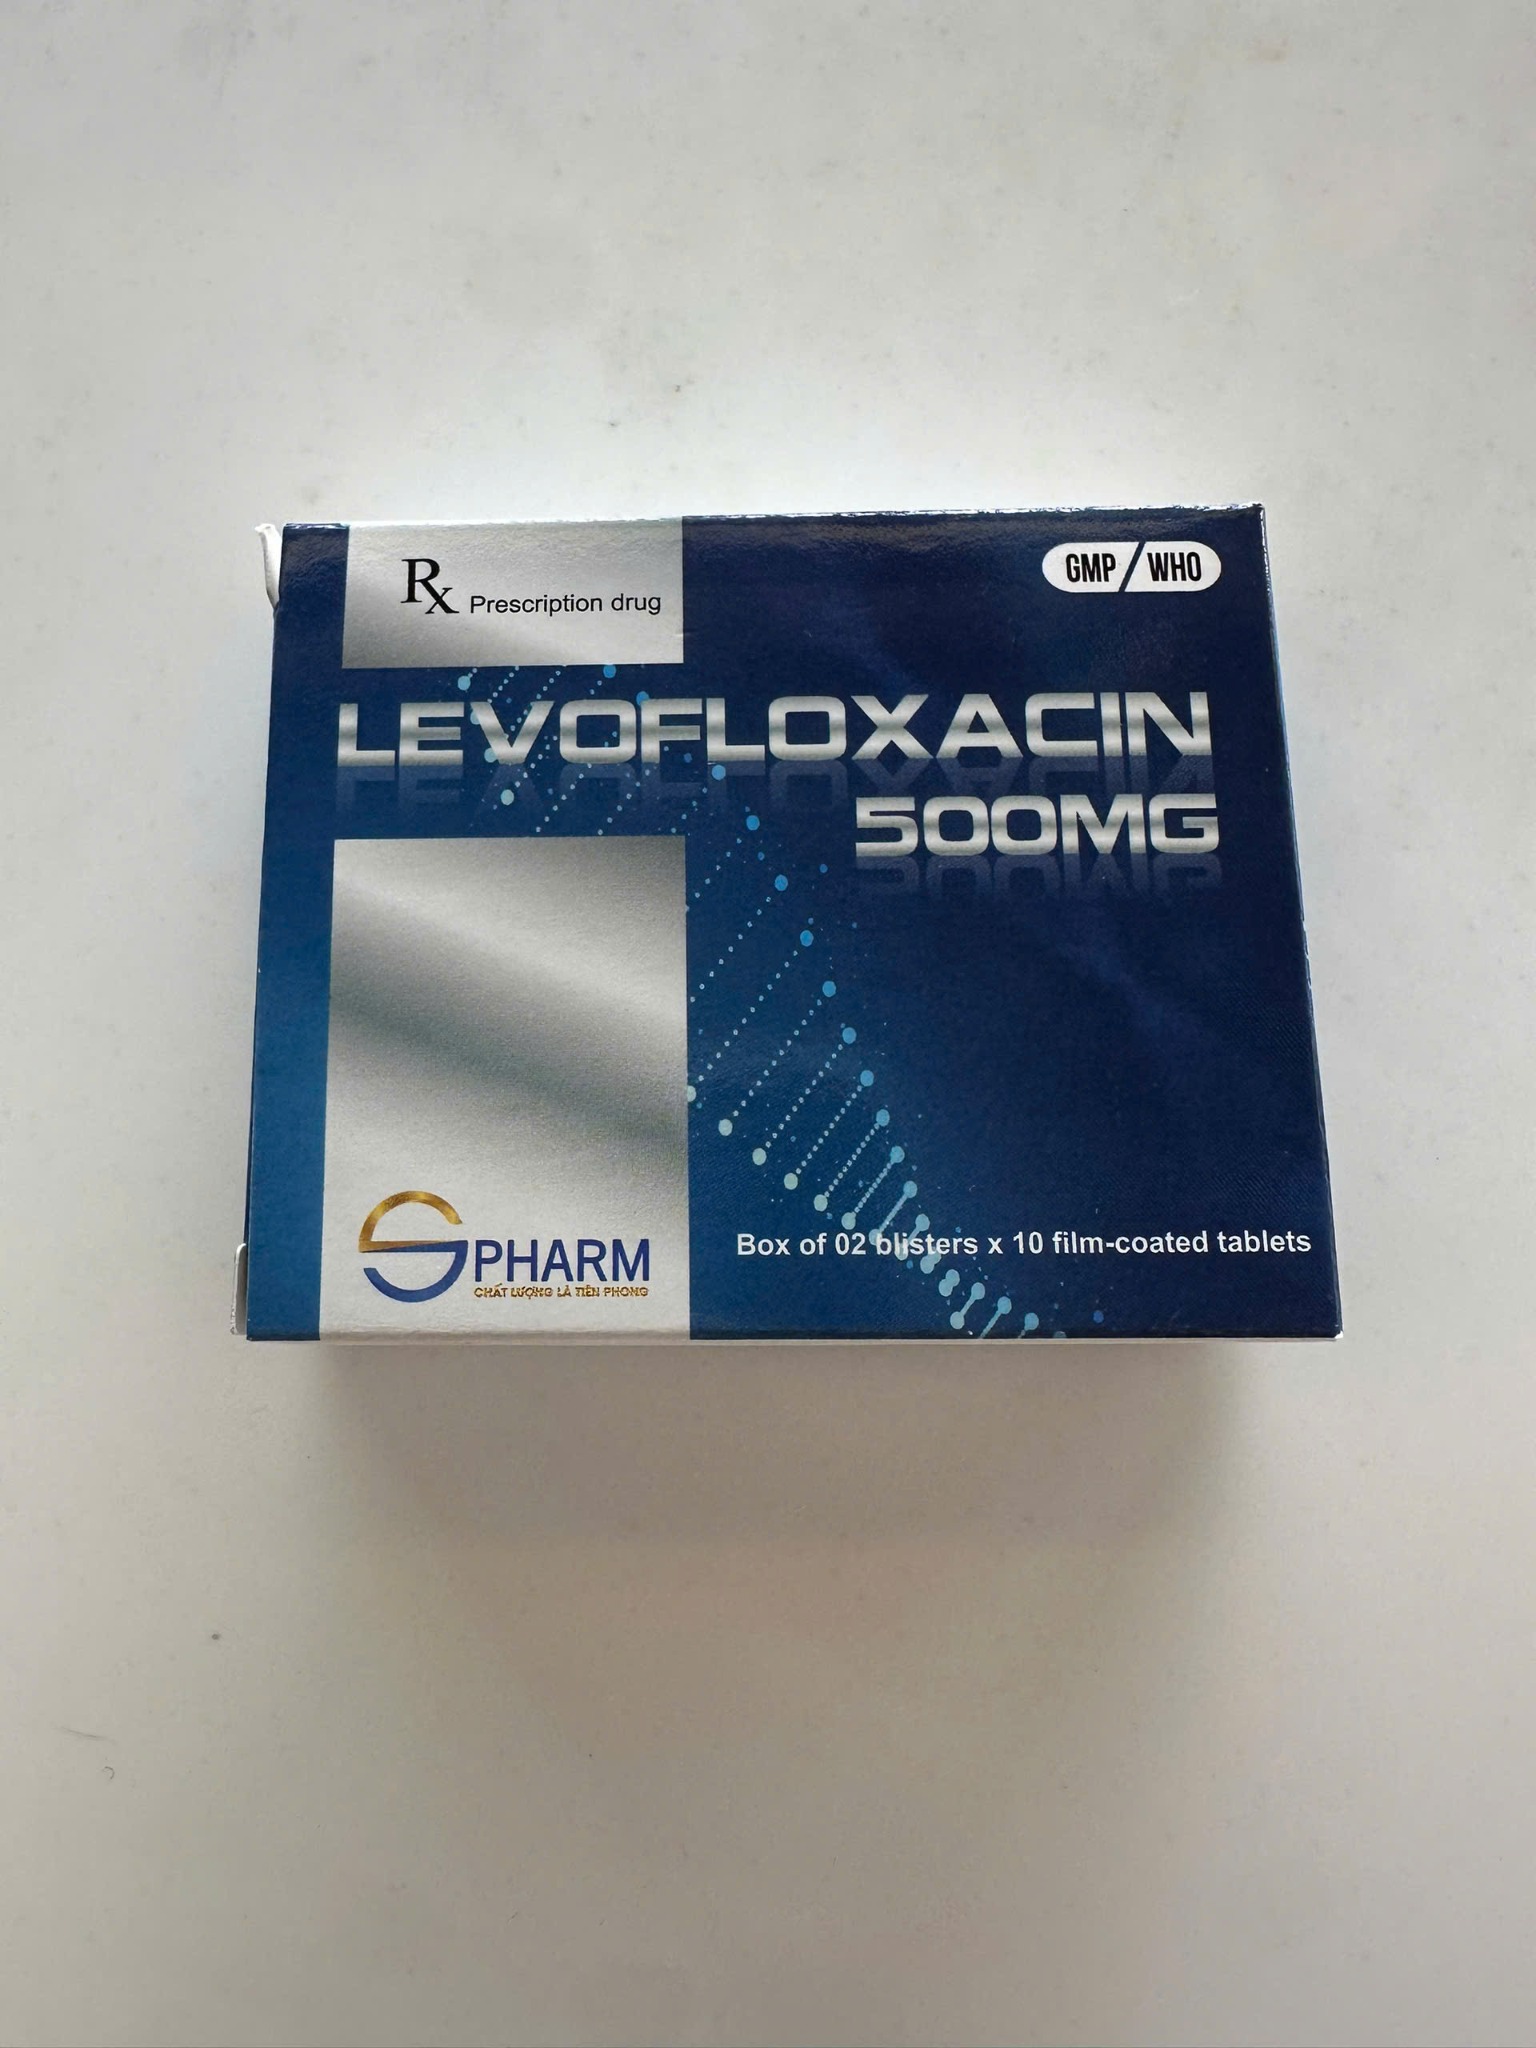 Rx Prescription drug
GMP/WHO
LEVOFLOXACIN
500MG
SPHARM
CHẤT LƯỢNG LÀ TIÊN PHONG
Box of 02 blisters x 10 film-coated tablets